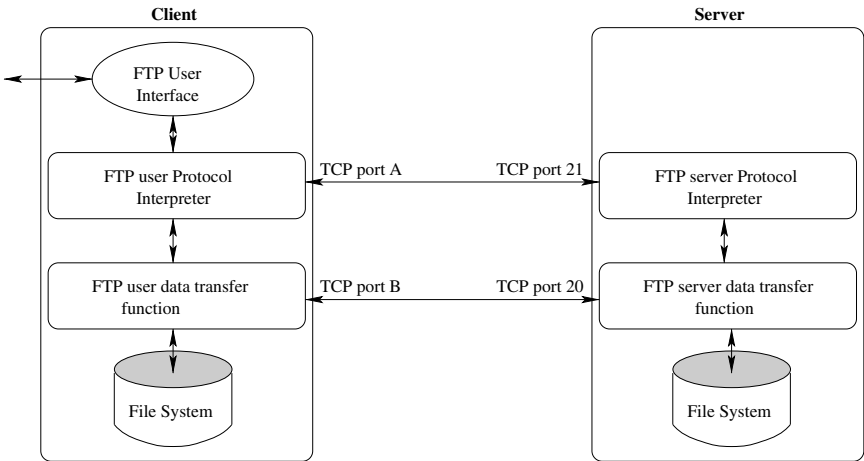 Client
Server
FTP User
Interface
FTP user Protocol
Interpreter
TCP port A
TCP port 21
FTP server Protocol
Interpreter
FTP user data transfer
function
TCP port B
TCP port 20
FTP server data transfer
function
File System
File System